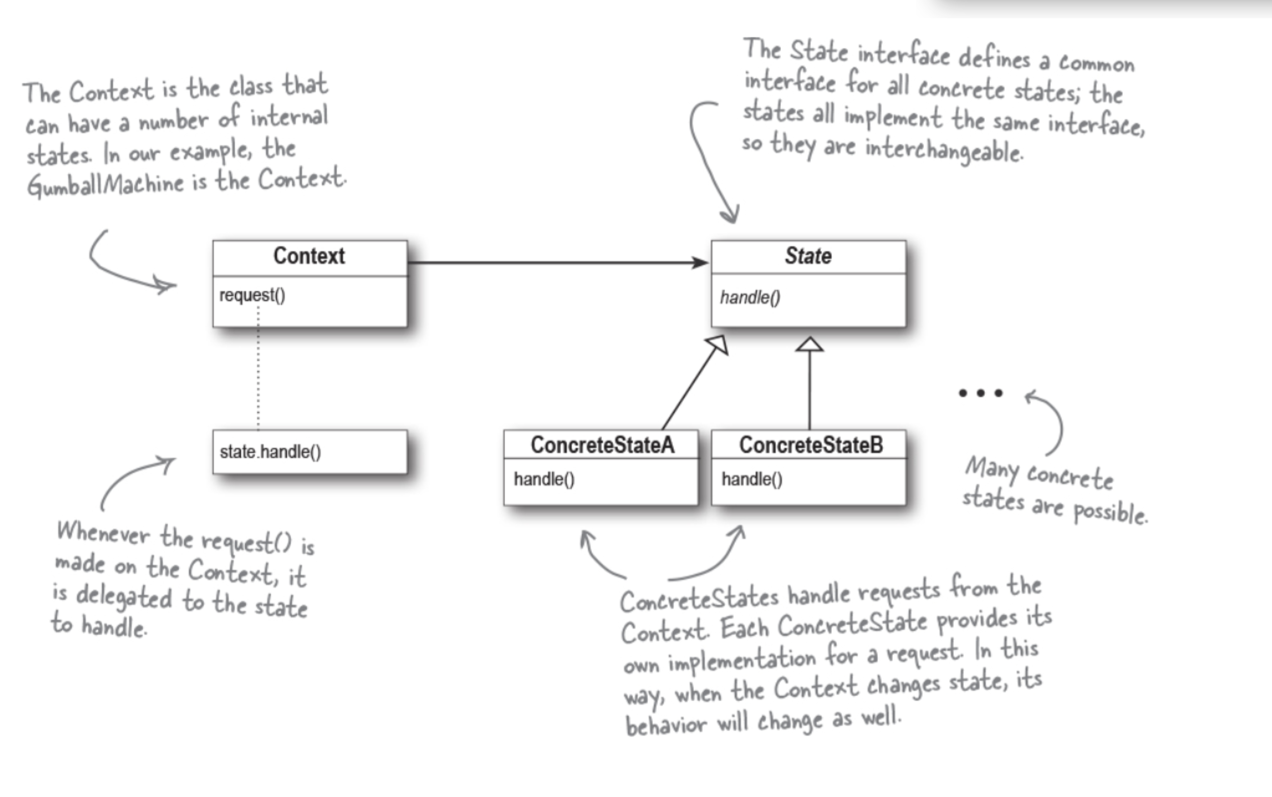 The Context is the class that
can have a number of internal
states. In our example, the
GumballMachine is the Context.
The State interface defines a common
interface for all concrete states; the
states all implement the same interface,
so they are interchangeable.
Context
request()
State
handle()
state.handle()
ConcreteStateA
handle()
ConcreteStateB
handle()
Many concrete
states are possible.
Whenever the request() is
made on the Context, it
is delegated to the state
to handle.
ConcreteStates handle requests from the
Context. Each ConcreteState provides its
own implementation for a request. In this
way, when the Context changes state, its
behavior will change as well.